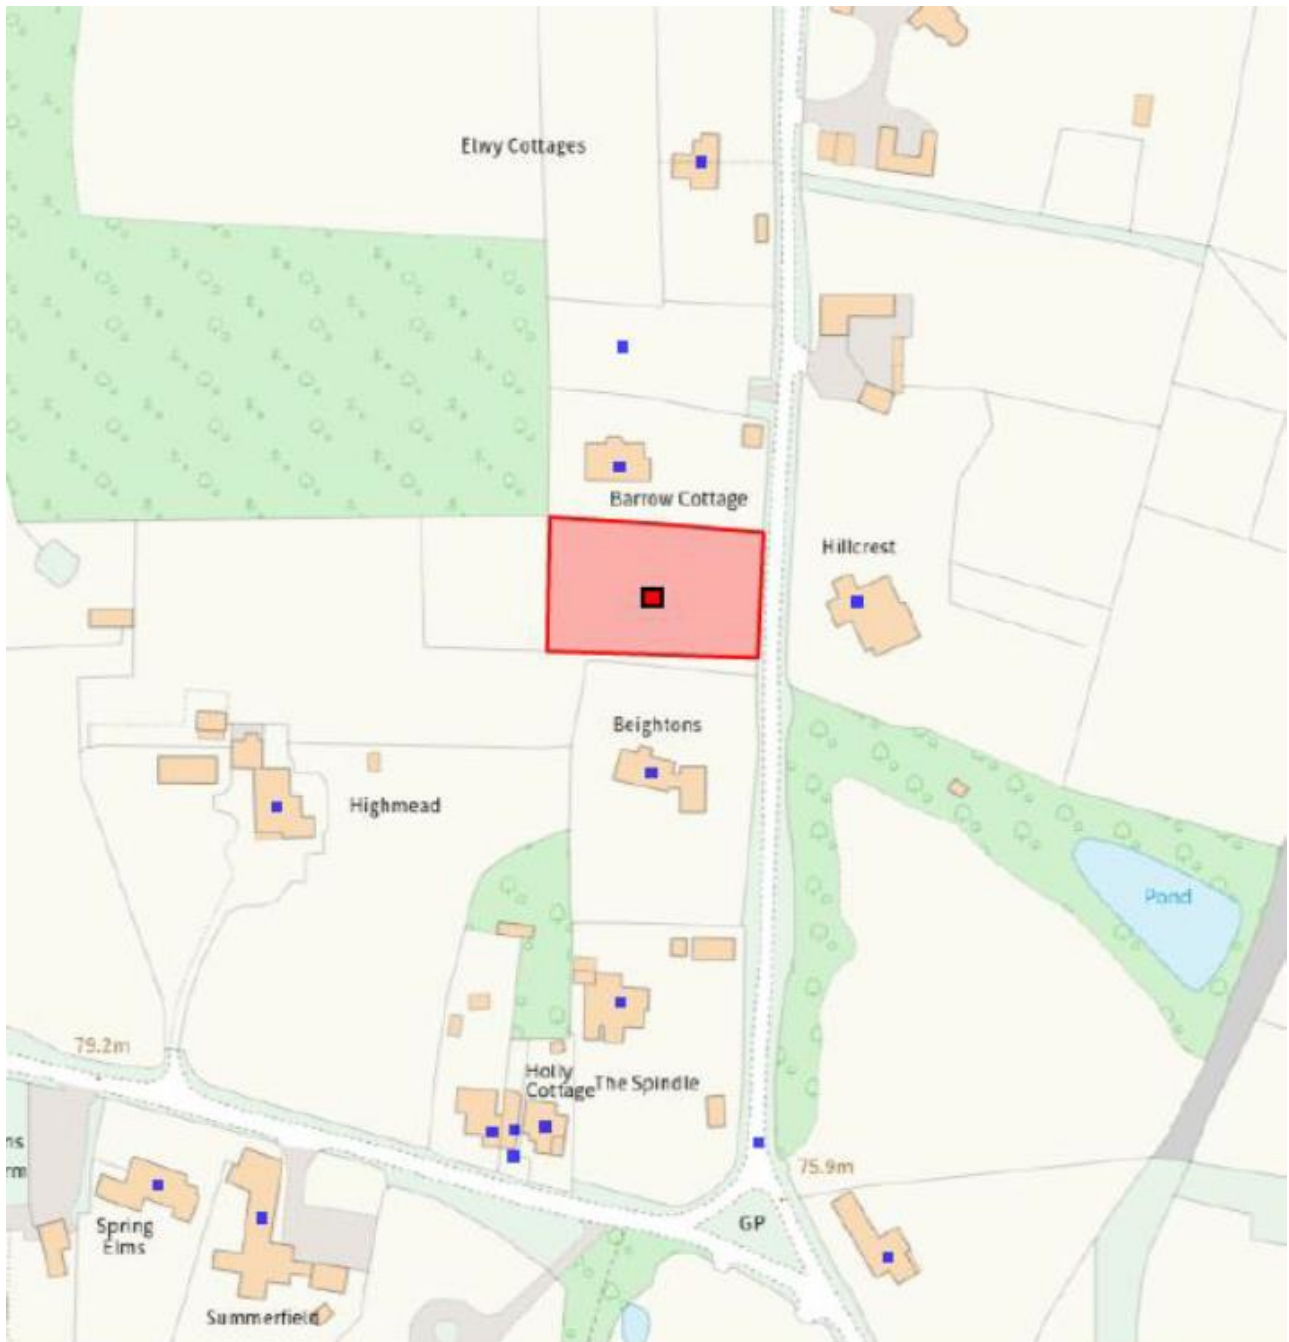 Elwy Cottages
Barrow Cottage
Hillcrest
Beightons
Highmead
Pond
79.2m
Holly
Cottage
The Spindle
75.9m
GP
Spring
Elms
Summerfield